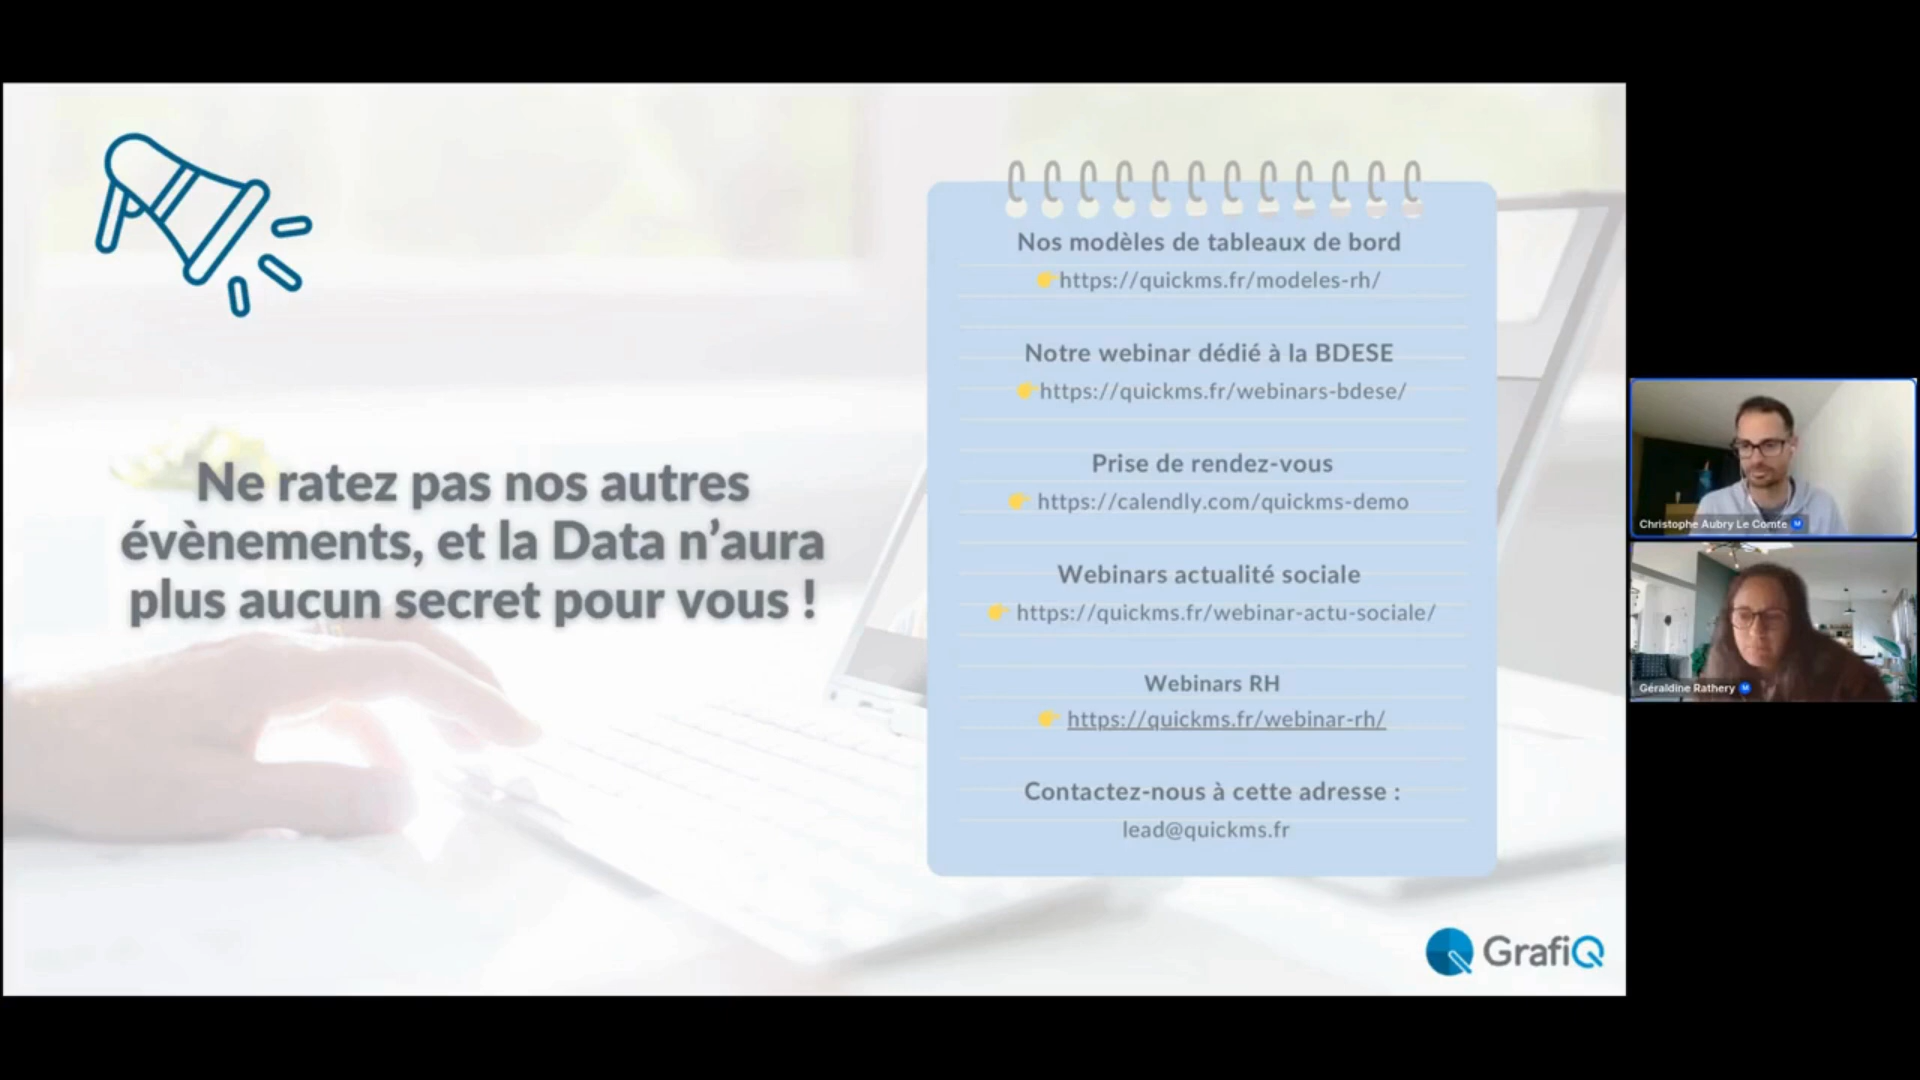 Ne ratez pas nos autres
évènements, et la Data n’aura
plus aucun secret pour vous !
Nos modèles de tableaux de bord
https://quickms.fr/modeles-rh/
Notre webinar dédié à la BDESE
https://quickms.fr/webinars-bdese/
Prise de rendez-vous
https://calendly.com/quickms-demo
Webinars actualité sociale
https://quickms.fr/webinar-actu-sociale/
Webinars RH
https://quickms.fr/webinar-rh/
Contactez-nous à cette adresse :
lead@quickms.fr
GrafiQ
Christophe Aubry Le Comte M
Géraldine Rathery M